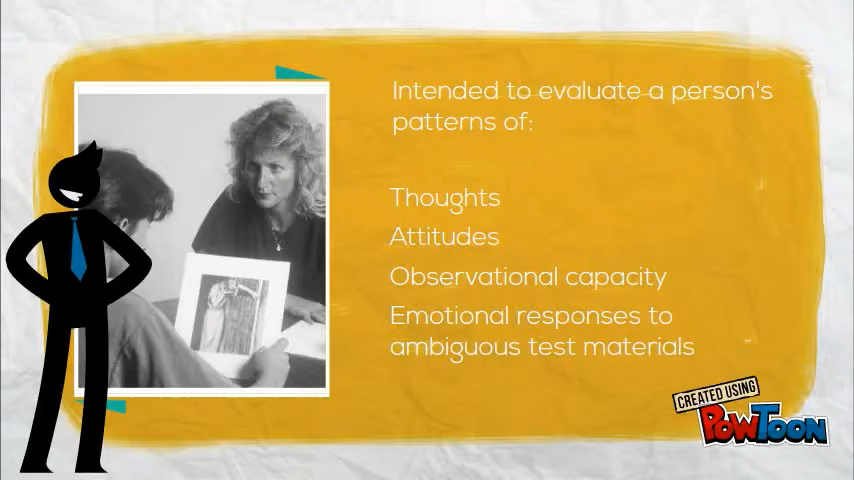 Intended to evaluate a person's
patterns of:
Thoughts
Attitudes
Observational capacity
Emotional responses to
ambiguous test materials
CREATED USING
POWTOON